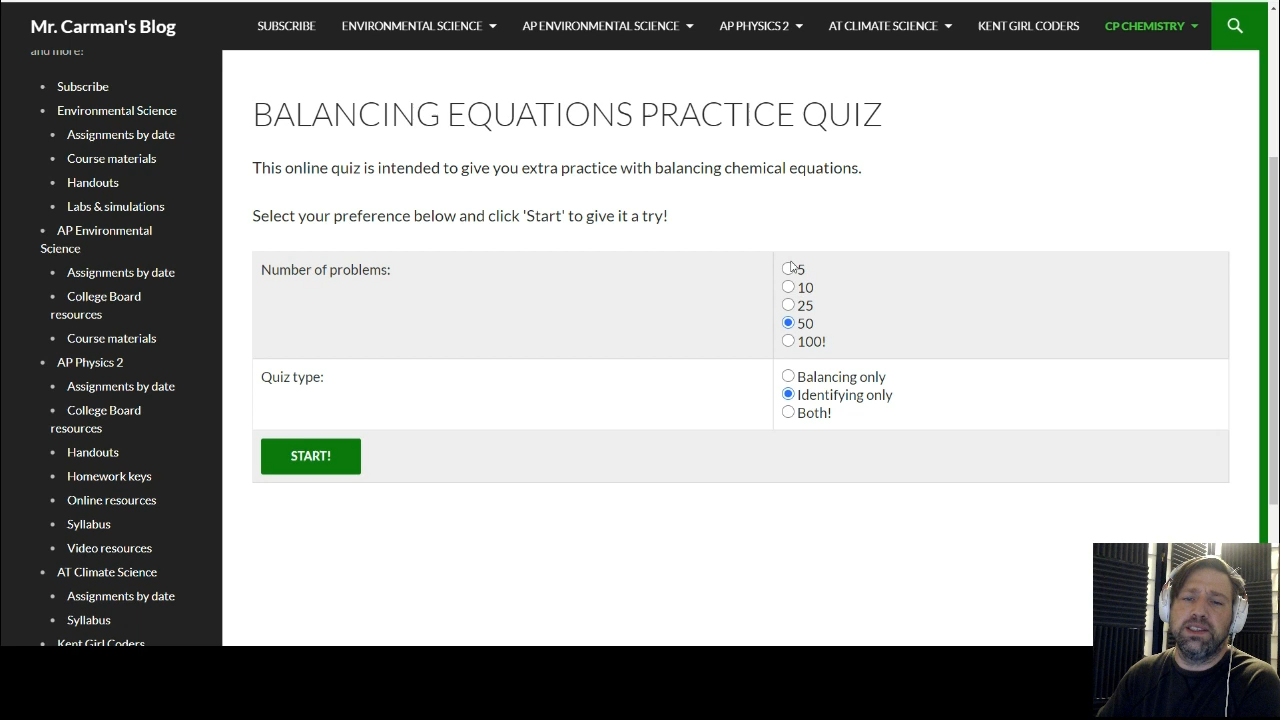 Mr. Carman's Blog
SUBSCRIBE
ENVIRONMENTAL SCIENCE
AP ENVIRONMENTAL SCIENCE
AP PHYSICS 2
AT CLIMATE SCIENCE
KENT GIRL CODERS
CP CHEMISTRY
and more!
Subscribe
Environmental Science
Assignments by date
Course materials
Handouts
Labs & simulations
AP Environmental
Science
Assignments by date
College Board
resources
Course materials
AP Physics 2
Assignments by date
College Board
resources
Handouts
Homework keys
Online resources
Syllabus
Video resources
AT Climate Science
Assignments by date
Syllabus
Kent Girl Coders
BALANCING EQUATIONS PRACTICE QUIZ
This online quiz is intended to give you extra practice with balancing chemical equations.
Select your preference below and click 'Start' to give it a try!
Number of problems:
5
10
25
50
100!
Quiz type:
Balancing only
Identifying only
Both!
START!